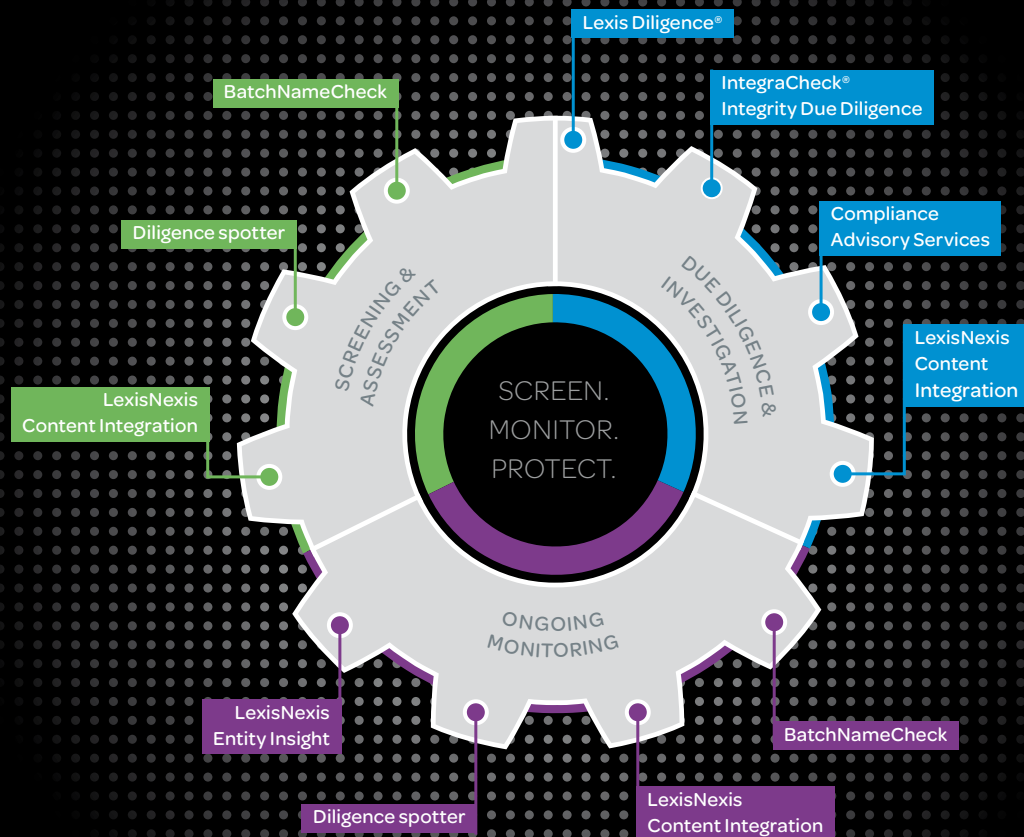 Lexis Diligence®
IntegraCheck®
Integrity Due Diligence
BatchNameCheck
Compliance
Advisory Services
Diligence spotter
SCREENING &
ASSESSMENT
DUE DILIGENCE &
INVESTIGATION
LexisNexis
Content
Integration
SCREEN.
MONITOR.
PROTECT.
LexisNexis
Content Integration
ONGOING
MONITORING
LexisNexis
Entity Insight
BatchNameCheck
Diligence spotter
LexisNexis
Content Integration